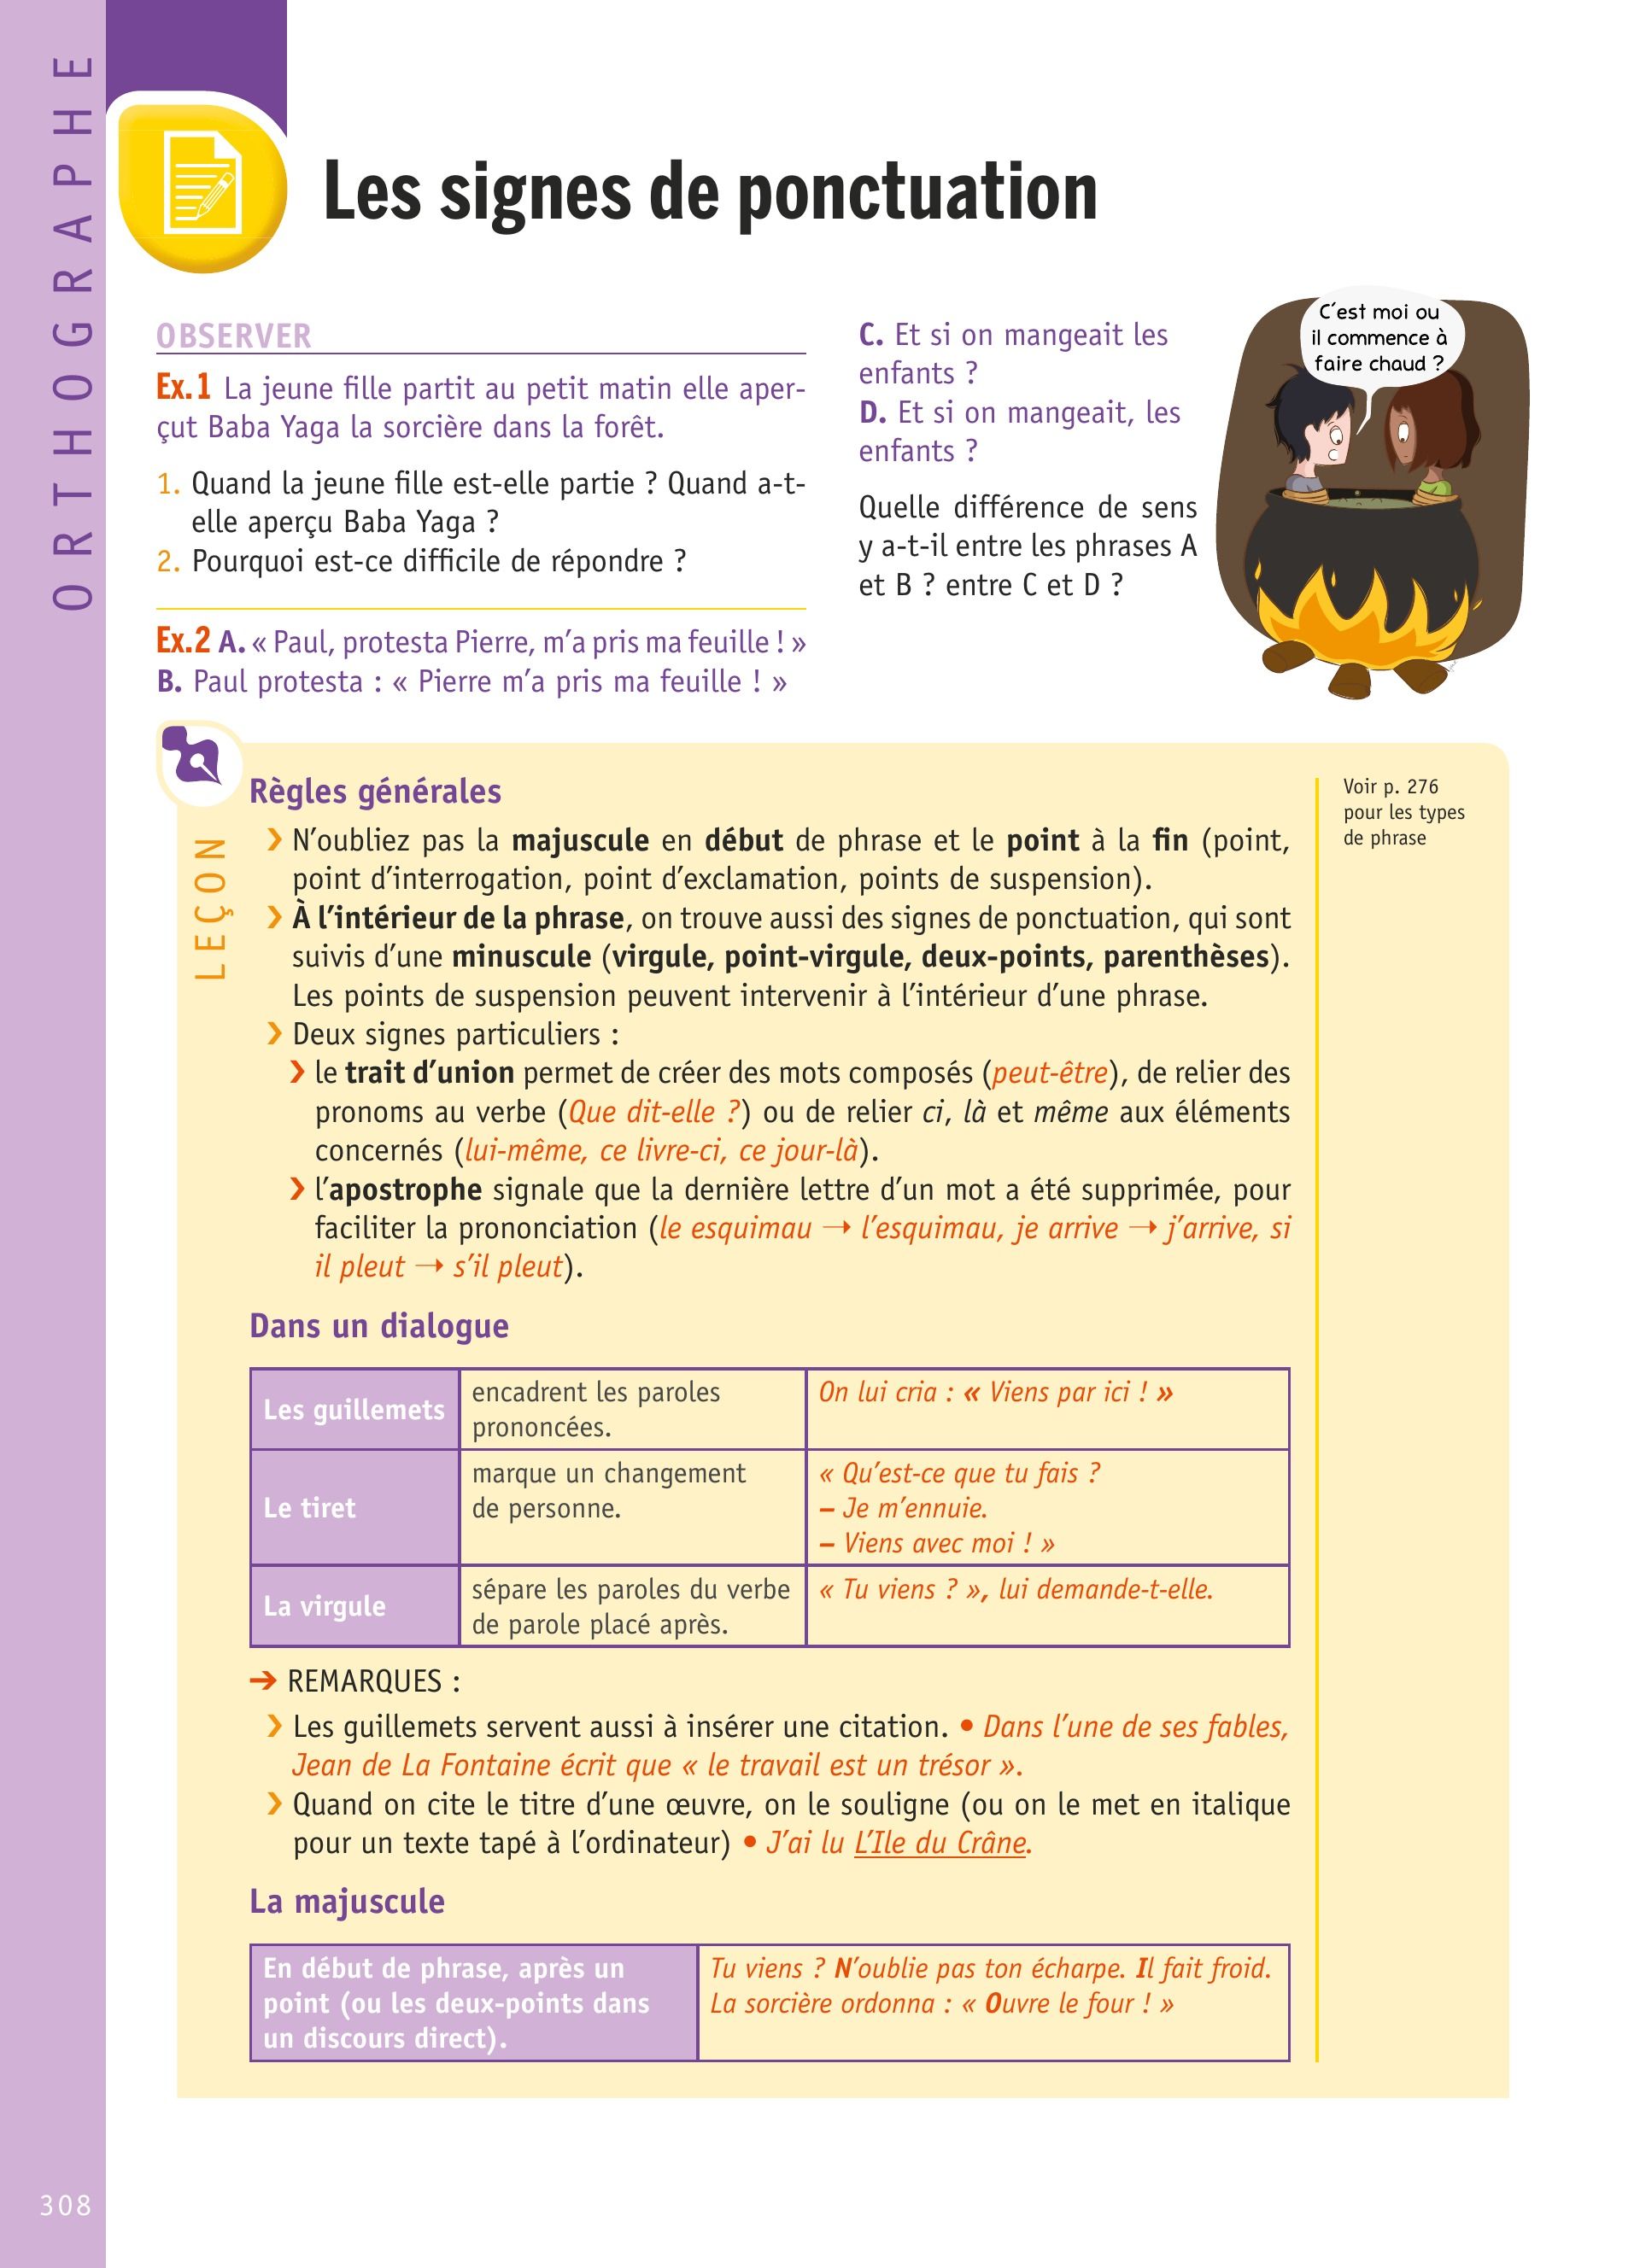 ORTHOGRAPHE
Les signes de ponctuation
OBSERVER
Ex.1 La jeune fille partit au petit matin elle aper-
çut Baba Yaga la sorcière dans la forêt.
1. Quand la jeune fille est-elle partie ? Quand a-t-
elle aperçu Baba Yaga ?
2. Pourquoi est-ce difficile de répondre ?
Ex.2 A. « Paul, protesta Pierre, m’a pris ma feuille ! »
B. Paul protesta : « Pierre m’a pris ma feuille ! »
C. Et si on mangeait les
enfants ?
D. Et si on mangeait, les
enfants ?
Quelle différence de sens
y a-t-il entre les phrases A
et B ? entre C et D ?
C’est moi ou
il commence à
faire chaud ?
LEÇON
Règles générales
› N’oubliez pas la majuscule en début de phrase et le point à la fin (point,
point d’interrogation, point d’exclamation, points de suspension).
› À l’intérieur de la phrase, on trouve aussi des signes de ponctuation, qui sont
suivis d’une minuscule (virgule, point-virgule, deux-points, parenthèses).
Les points de suspension peuvent intervenir à l’intérieur d’une phrase.
› Deux signes particuliers :
› le trait d’union permet de créer des mots composés (peut-être), de relier des
pronoms au verbe (Que dit-elle ?) ou de relier ci, là et même aux éléments
concernés (lui-même, ce livre-ci, ce jour-là).
› l’apostrophe signale que la dernière lettre d’un mot a été supprimée, pour
faciliter la prononciation (le esquimau → l’esquimau, je arrive → j’arrive, si
il pleut → s’il pleut).
Voir p. 276
pour les types
de phrase
Dans un dialogue
Les guillemets
encadrent les paroles
prononcées.
On lui cria : « Viens par ici ! »
Le tiret
marque un changement
de personne.
« Qu’est-ce que tu fais ?
– Je m’ennuie.
– Viens avec moi ! »
La virgule
sépare les paroles du verbe
de parole placé après.
« Tu viens ? », lui demande-t-elle.
➔ REMARQUES :
› Les guillemets servent aussi à insérer une citation. • Dans l’une de ses fables,
Jean de La Fontaine écrit que « le travail est un trésor ».
› Quand on cite le titre d’une œuvre, on le souligne (ou on le met en italique
pour un texte tapé à l’ordinateur) • J’ai lu L’Ile du Crâne.
La majuscule
En début de phrase, après un
point (ou les deux-points dans
un discours direct).
Tu viens ? N’oublie pas ton écharpe. Il fait froid.
La sorcière ordonna : « Ouvre le four ! »
308